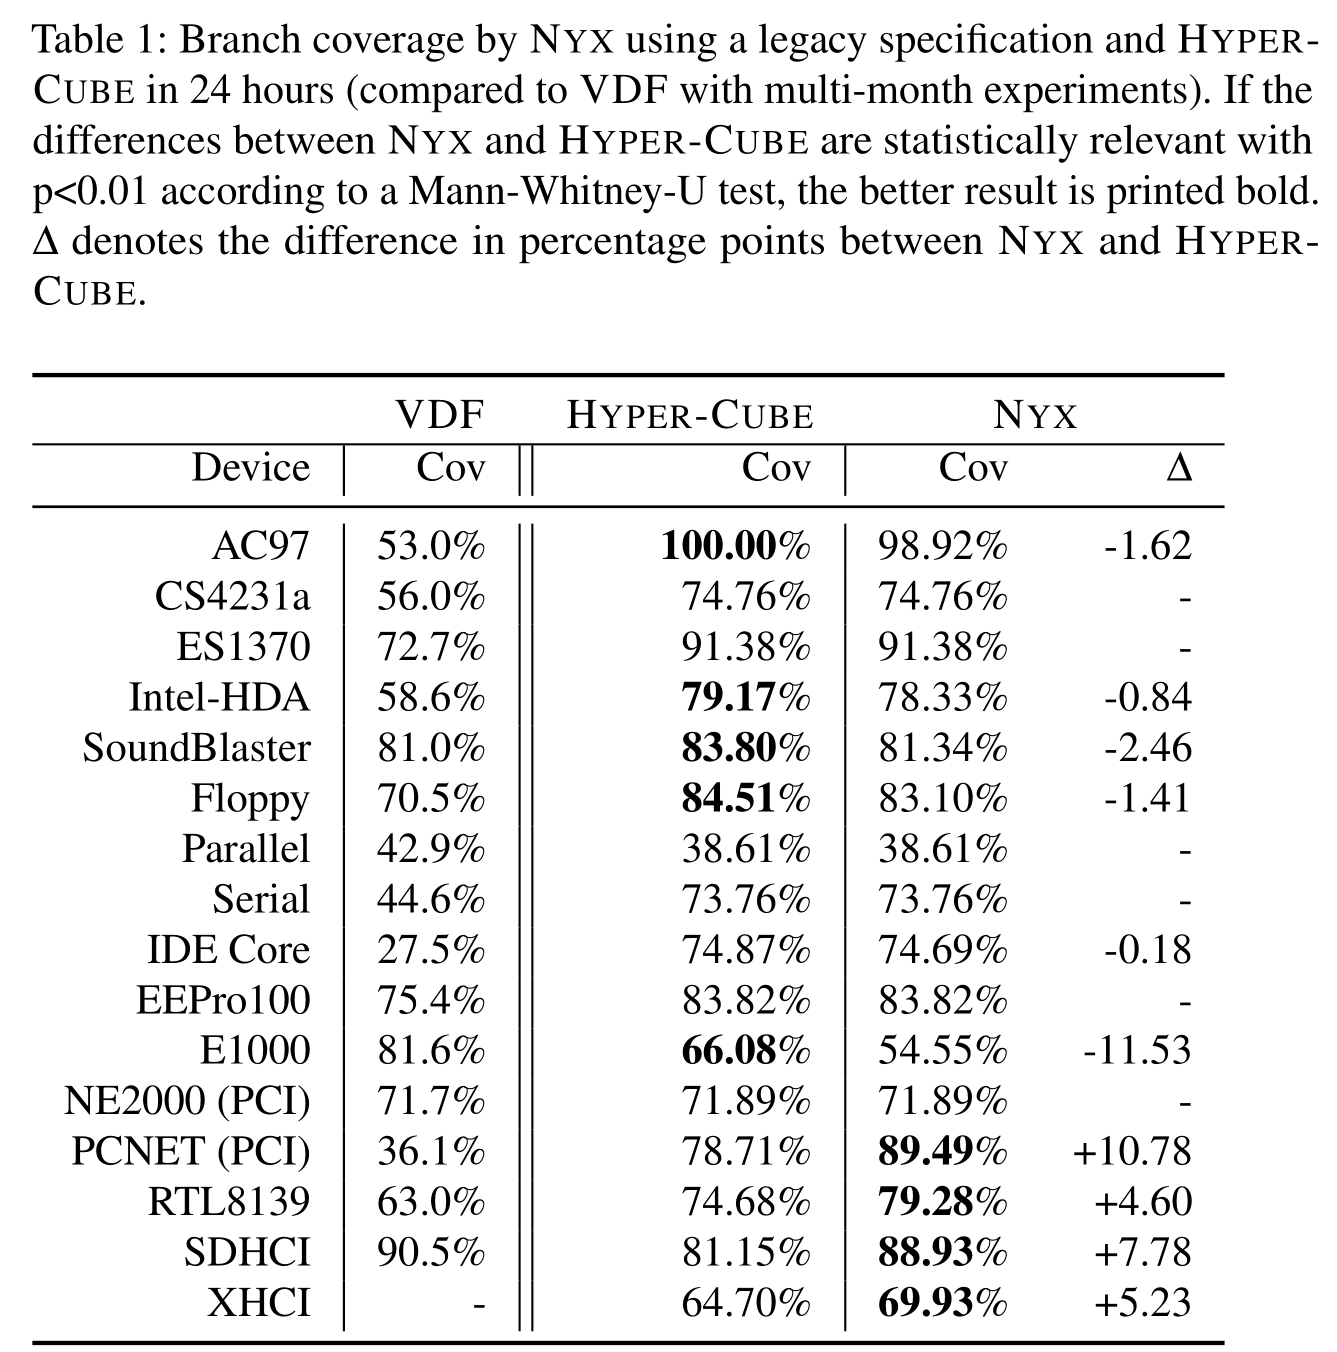 Table 1: Branch coverage by NYX using a legacy specification and HYPER-
CUBE in 24 hours (compared to VDF with multi-month experiments). If the
differences between NYX and HYPER-CUBE are statistically relevant with
p<0.01 according to a Mann-Whitney-U test, the better result is printed bold.
Δ denotes the difference in percentage points between NYX and HYPER-
CUBE.
VDF HYPER-CUBE NYX
Device Cov Cov Cov Δ
AC97 53.0% 100.00% 98.92% -1.62
CS4231a 56.0% 74.76% 74.76% -
ES1370 72.7% 91.38% 91.38% -
Intel-HDA 58.6% 79.17% 78.33% -0.84
SoundBlaster 81.0% 83.80% 81.34% -2.46
Floppy 70.5% 84.51% 83.10% -1.41
Parallel 42.9% 38.61% 38.61% -
Serial 44.6% 73.76% 73.76% -
IDE Core 27.5% 74.87% 74.69% -0.18
EEPro100 75.4% 83.82% 83.82% -
E1000 81.6% 66.08% 54.55% -11.53
NE2000 (PCI) 71.7% 71.89% 71.89% -
PCNET (PCI) 36.1% 78.71% 89.49% +10.78
RTL8139 63.0% 74.68% 79.28% +4.60
SDHCI 90.5% 81.15% 88.93% +7.78
XHCI - 64.70% 69.93% +5.23